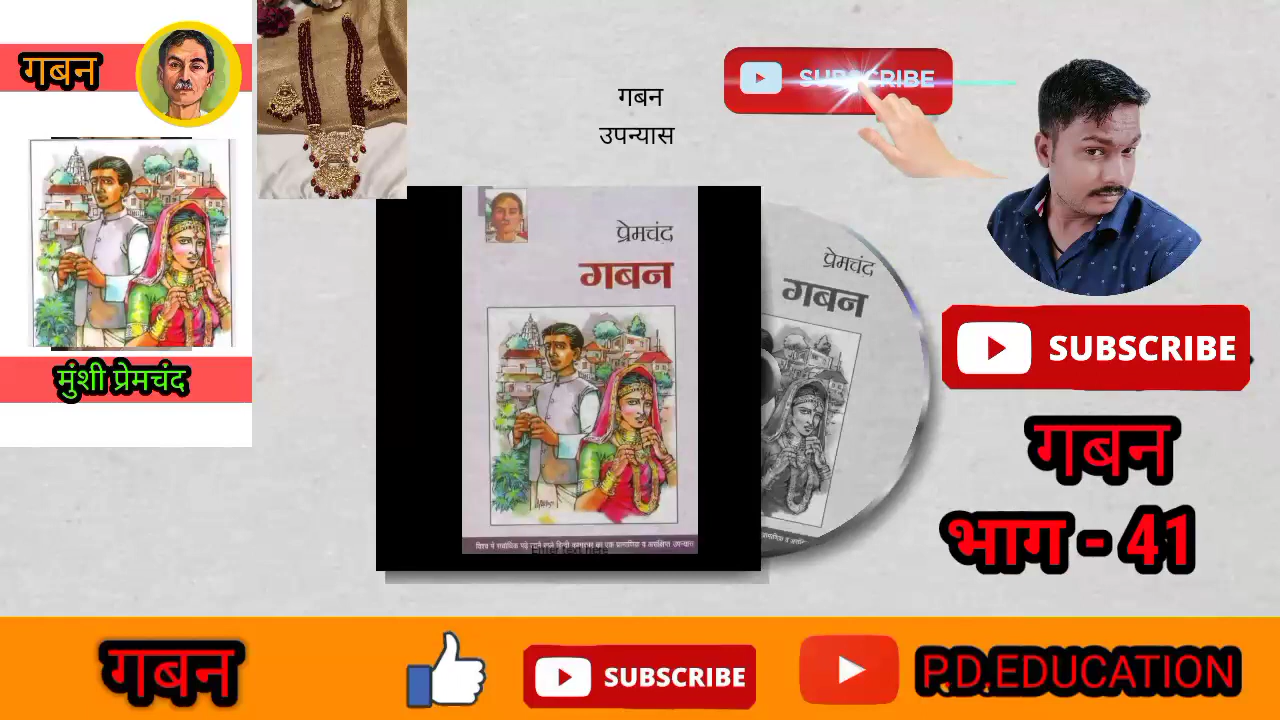 गबन
मुंशी प्रेमचंद
गबन
उपन्यास
SUBSCRIBE
प्रेमचंद
गबन
प्रेमचंद
गबन
SUBSCRIBE
गबन
भाग - 41
गबन
SUBSCRIBE
P.D.EDUCATION